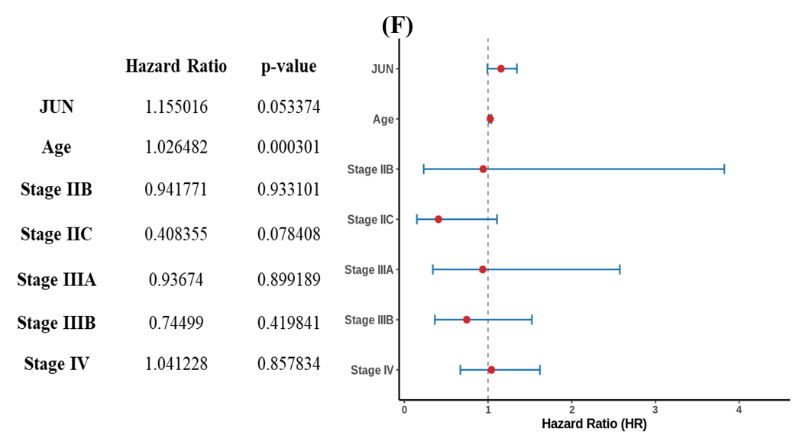 (F)
Hazard Ratio p-value
JUN 1.155016 0.053374
Age 1.026482 0.000301
Stage IIB 0.941771 0.933101
Stage IIC 0.408355 0.078408
Stage IIIA 0.93674 0.899189
Stage IIIB 0.74499 0.419841
Stage IV 1.041228 0.857834
JUN
Age
Stage IIB
Stage IIC
Stage IIIA
Stage IIIB
Stage IV
0 1 2 3 4
Hazard Ratio (HR)